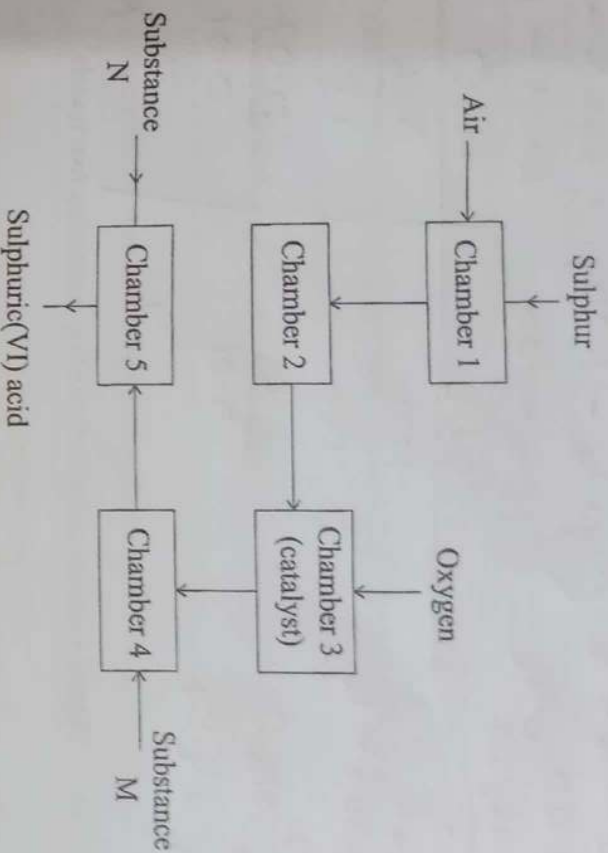 Sulphur
Air
Chamber 1
Oxygen
Chamber 2
Chamber 3
(catalyst)
Substance
N
Chamber 5
Chamber 4
Substance
M
Sulphuric(VI) acid